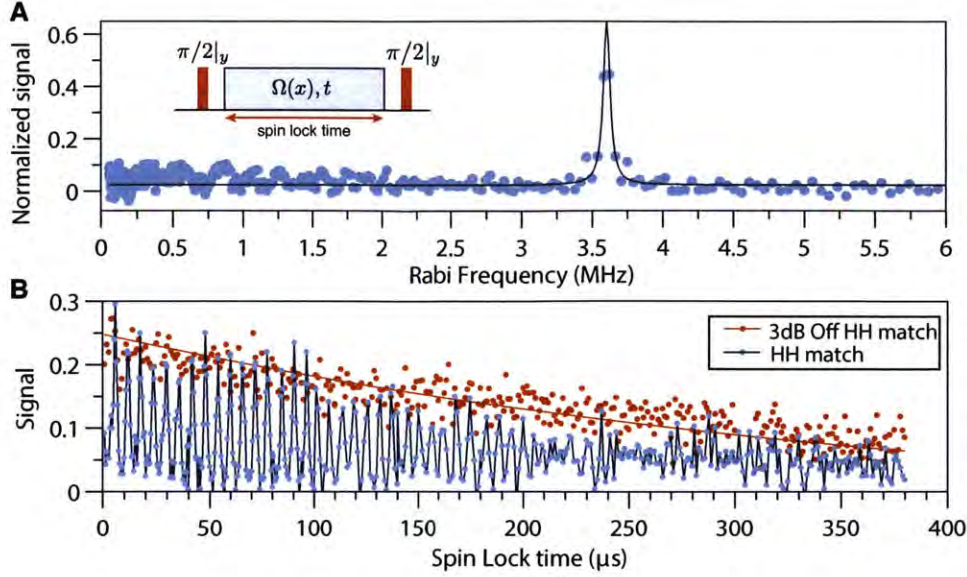 A
Normalized signal
0.6
0.4
0.2
0
π/2|y
π/2|y
Ω(x), t
spin lock time
0 0.5 1 1.5 2 2.5 3 3.5 4 4.5 5 5.5 6
Rabi Frequency (MHz)
B
Signal
0.3
0.2
0.1
0
3dB Off HH match
HH match
0 50 100 150 200 250 300 350 400
Spin Lock time (μs)